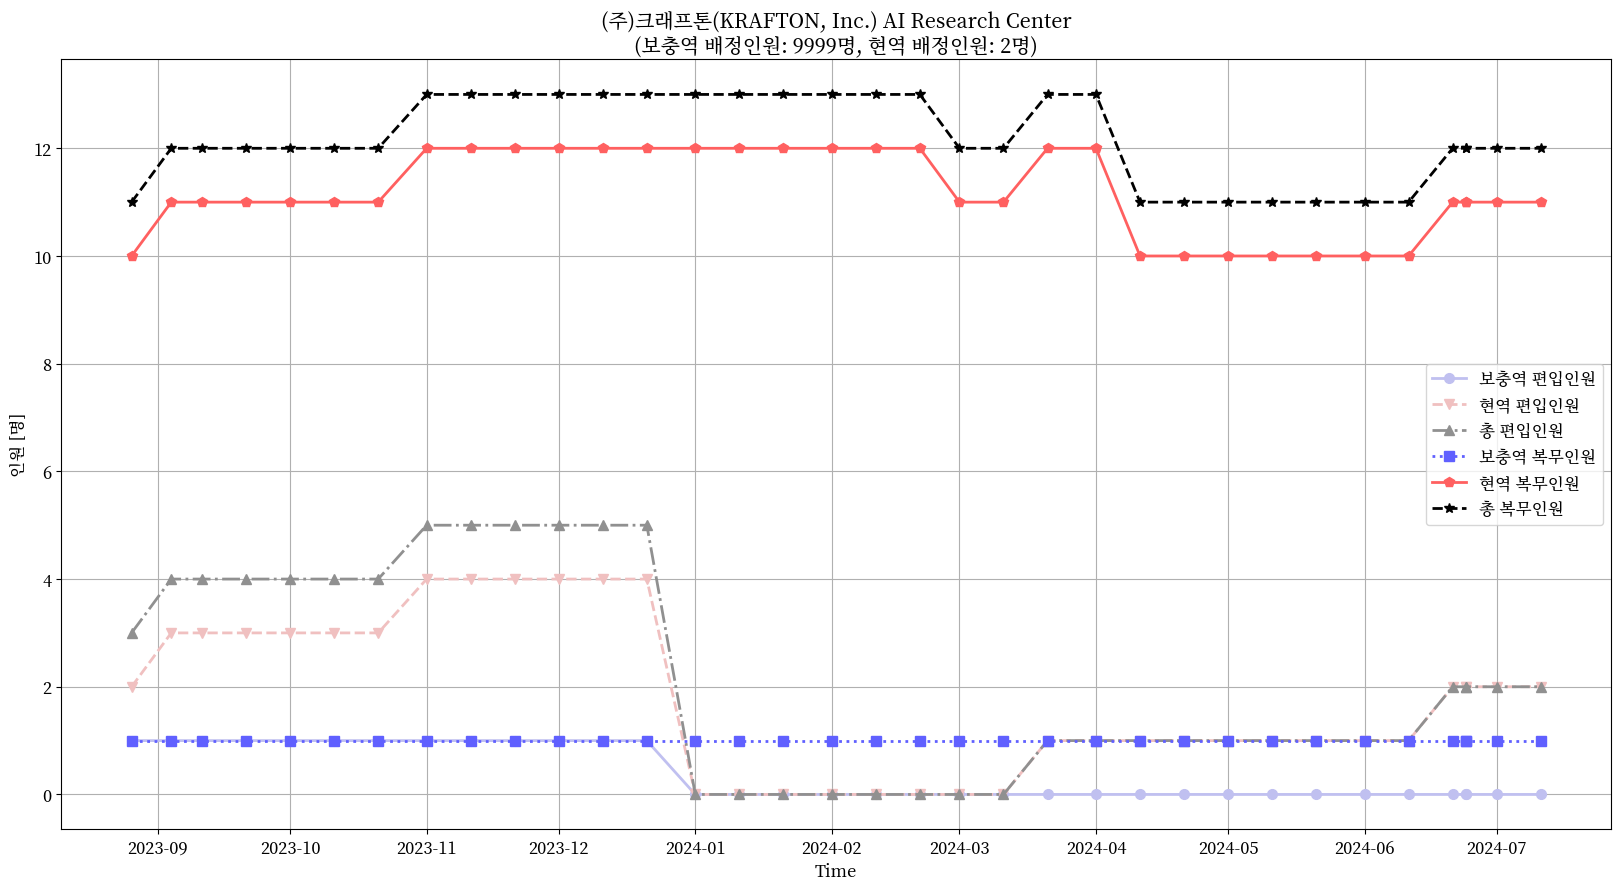 (주)크래프톤(KRAFTON, Inc.) AI Research Center
(보충역 배정인원: 9999명, 현역 배정인원: 2명)
인원 [명]
12
10
8
6
4
2
0
보충역 편입인원
현역 편입인원
총 편입인원
보충역 복무인원
현역 복무인원
총 복무인원
2023-09 2023-10 2023-11 2023-12 2024-01 2024-02 2024-03 2024-04 2024-05 2024-06 2024-07
Time